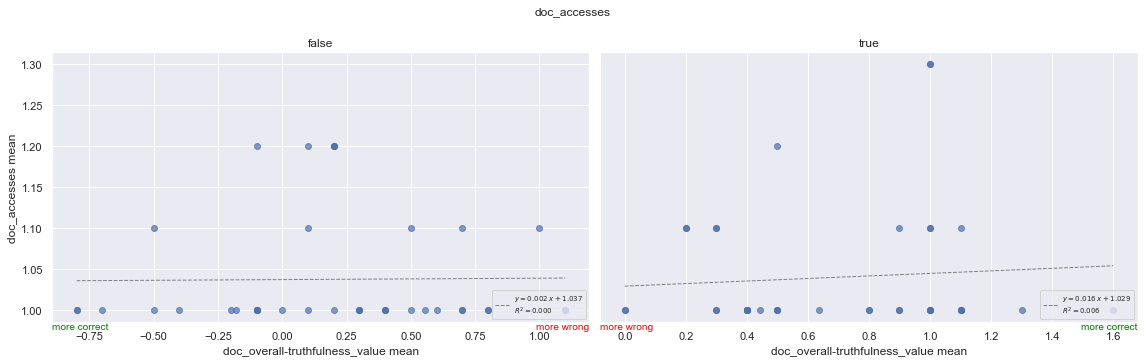 doc_accesses
false
true
doc_accesses mean
1.30
1.25
1.20
1.15
1.10
1.05
1.00
y = 0.002 x + 1.037
R² = 0.000
y = 0.016 x + 1.029
R² = 0.006
more correct
more wrong
more wrong
more correct
−0.75 −0.50 −0.25 0.00 0.25 0.50 0.75 1.00
0.0 0.2 0.4 0.6 0.8 1.0 1.2 1.4 1.6
doc_overall-truthfulness_value mean
doc_overall-truthfulness_value mean